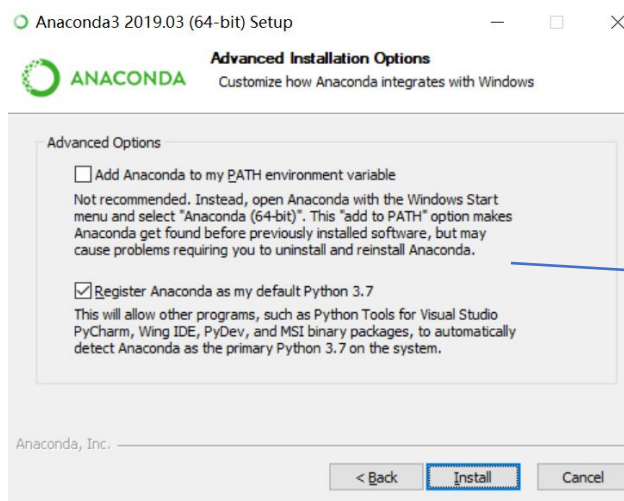 Anaconda3 2019.03 (64-bit) Setup
ANACONDA
Advanced Installation Options
Customize how Anaconda integrates with Windows
Advanced Options
Add Anaconda to my PATH environment variable
Not recommended. Instead, open Anaconda with the Windows Start
menu and select "Anaconda (64-bit)". This "add to PATH" option makes
Anaconda get found before previously installed software, but may
cause problems requiring you to uninstall and reinstall Anaconda.
Register Anaconda as my default Python 3.7
This will allow other programs, such as Python Tools for Visual Studio
PyCharm, Wing IDE, PyDev, and MSI binary packages, to automatically
detect Anaconda as the primary Python 3.7 on the system.
Anaconda, Inc.
< Back
Install
Cancel